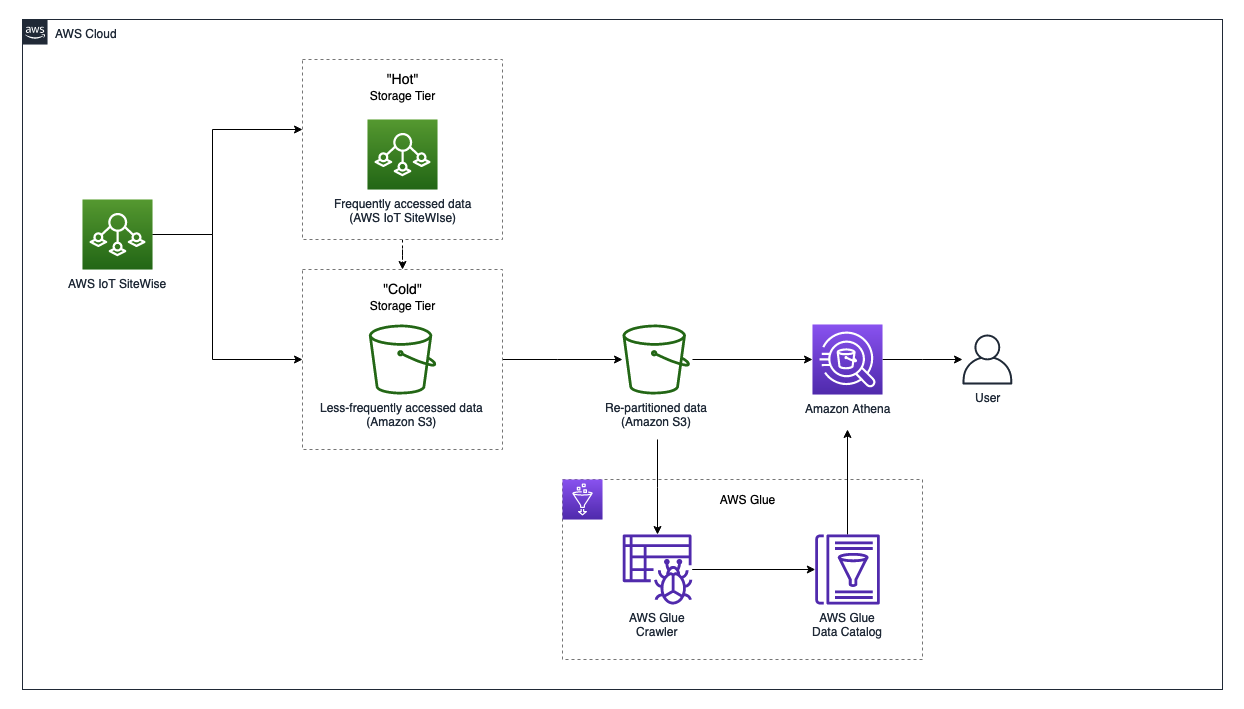 aws
AWS Cloud
"Hot"
Storage Tier
Frequently accessed data
(AWS IoT SiteWIse)
AWS IoT SiteWise
"Cold"
Storage Tier
Less-frequently accessed data
(Amazon S3)
Re-partitioned data
(Amazon S3)
Amazon Athena
User
AWS Glue
AWS Glue
Crawler
AWS Glue
Data Catalog